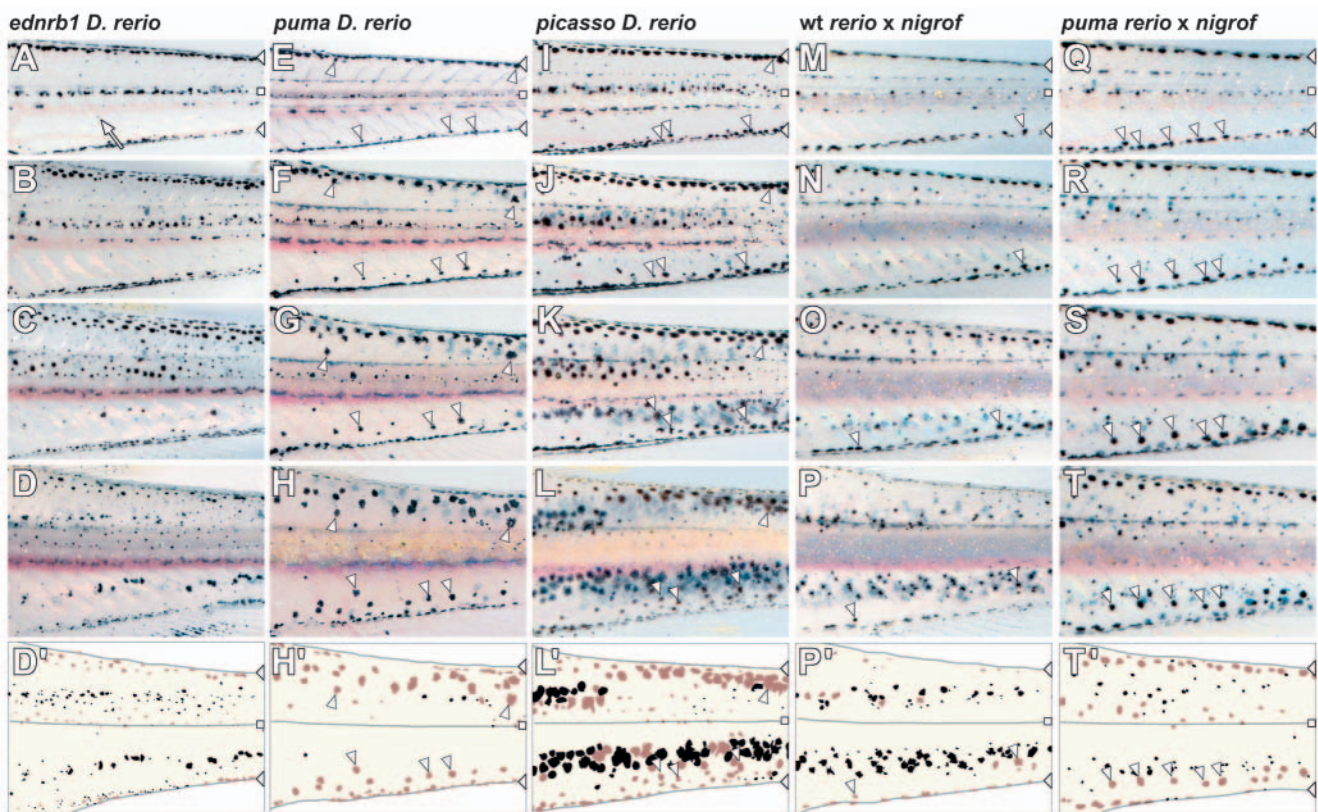 ednrb1 D. rerio puma D. rerio picasso D. rerio wt rerio x nigrof puma rerio x nigrof
A E I M Q
B F J N R
C G K O S
D H L P T
D' H' L' P' T'